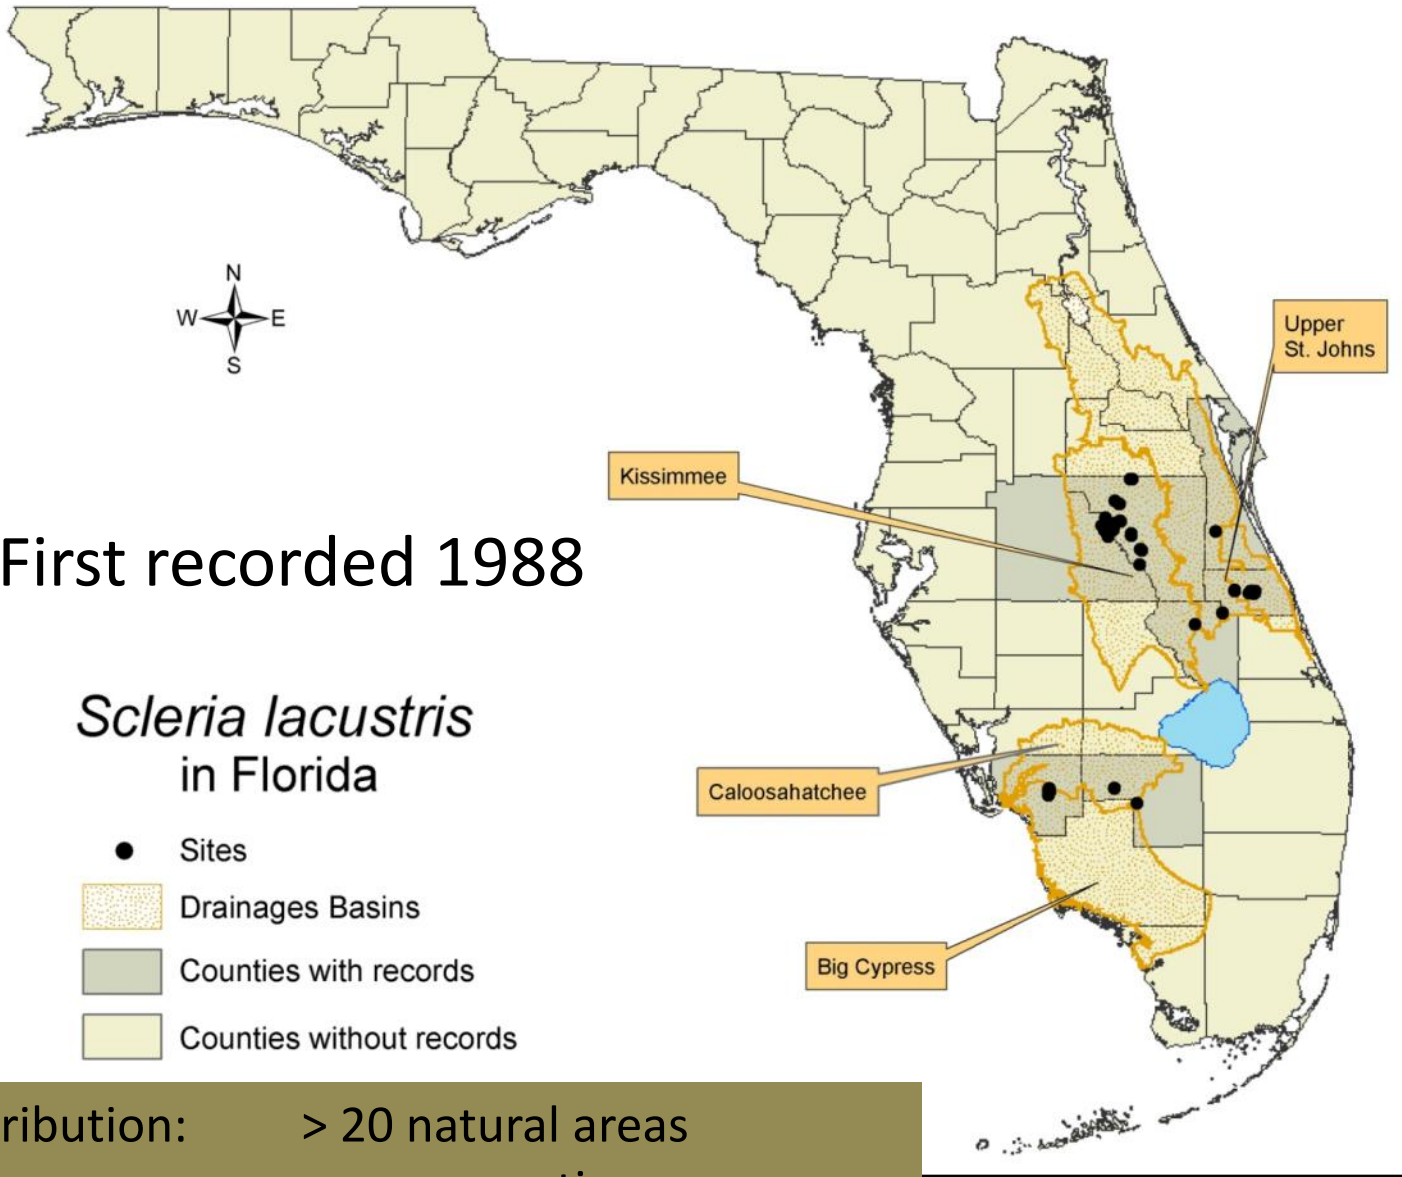 N
W E
S
Upper
St. Johns
Kissimmee
First recorded 1988
Scleria lacustris
in Florida
Caloosahatchee
Sites
Drainages Basins
Big Cypress
Counties with records
Counties without records
ribution: > 20 natural areas